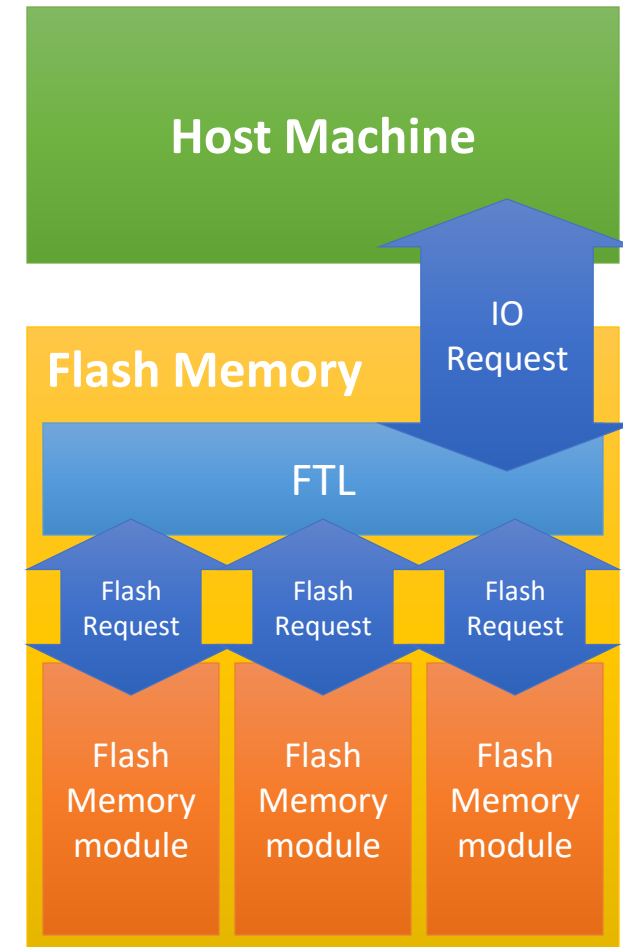 Host Machine
IO
Request
Flash Memory
FTL
Flash
Request
Flash
Request
Flash
Request
Flash
Memory
module
Flash
Memory
module
Flash
Memory
module